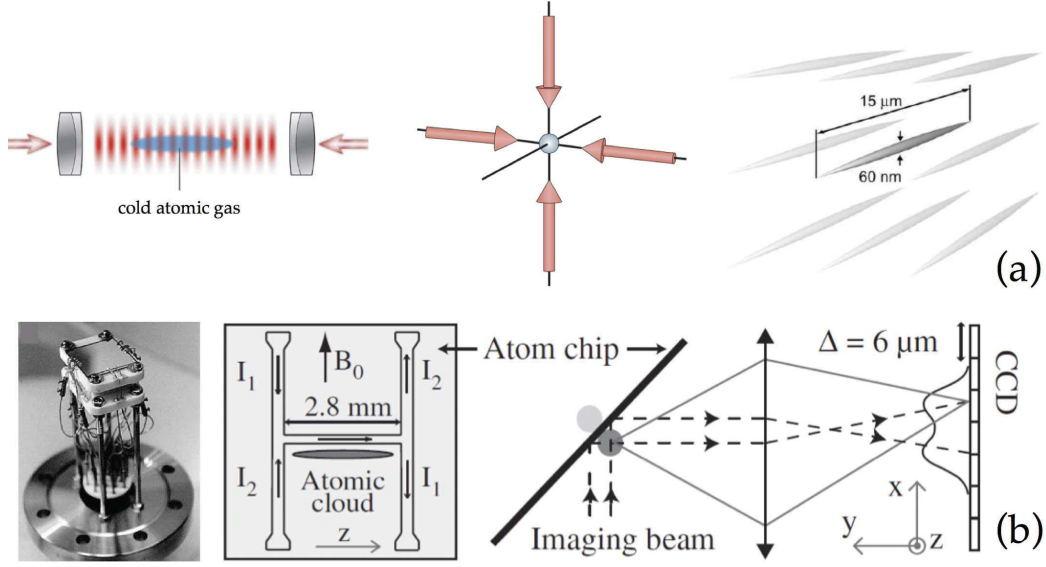 cold atomic gas
15 μm
60 nm
(a)
I₁
B₀
I₂
2.8 mm
I₂
Atomic
cloud
I₁
z
Atom chip
Imaging beam
Δ = 6 μm
CCD
x
y
z
(b)